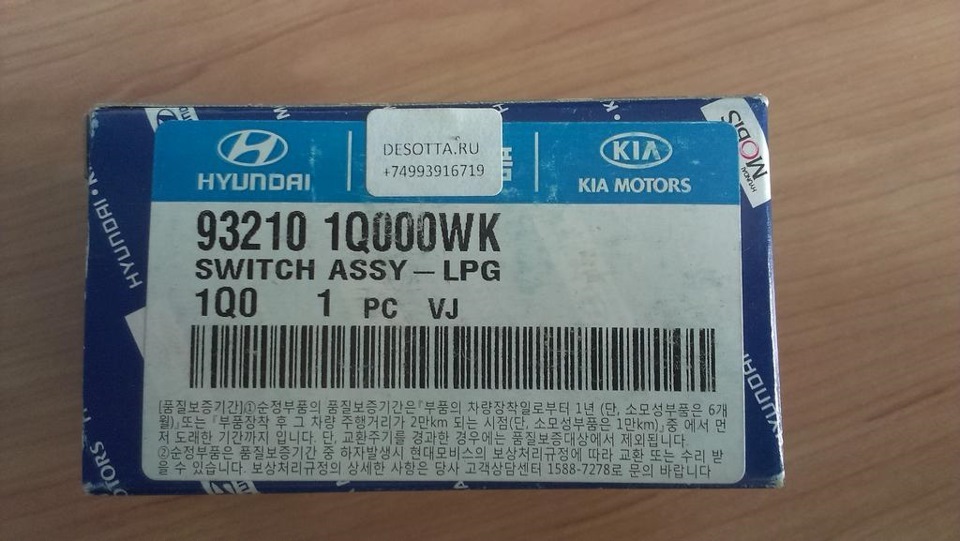 HYUNDAI
DESOTTA.RU
+74993916719
KIA
KIA MOTORS
HYUNDAI
MOBIS
93210 1Q000WK
SWITCH ASSY – LPG
1Q0 1 PC VJ
HYUNDAI • K
[품질보증기간]①순정부품의 품질보증기간은『부품의 차량장착일로부터 1년 (단, 소모성부품은 6개
월)』또는 『부품장착 후 그 차량 주행거리가 2만km 되는 시점(단, 소모성부품은 1만km)』중 에서 먼
저 도래한 기간까지 입니다. 단, 교환주기를 경과한 경우에는 품질보증대상에서 제외됩니다.
②순정부품은 품질보증기간 중 하자발생시 현대모비스의 보상처리규정에 따라 교환 또는 수리 받
을 수 있습니다. 보상처리규정의 상세한 사항은 당사 고객상담센터 1588-7278로 문의 바랍니다
HYUNDAI